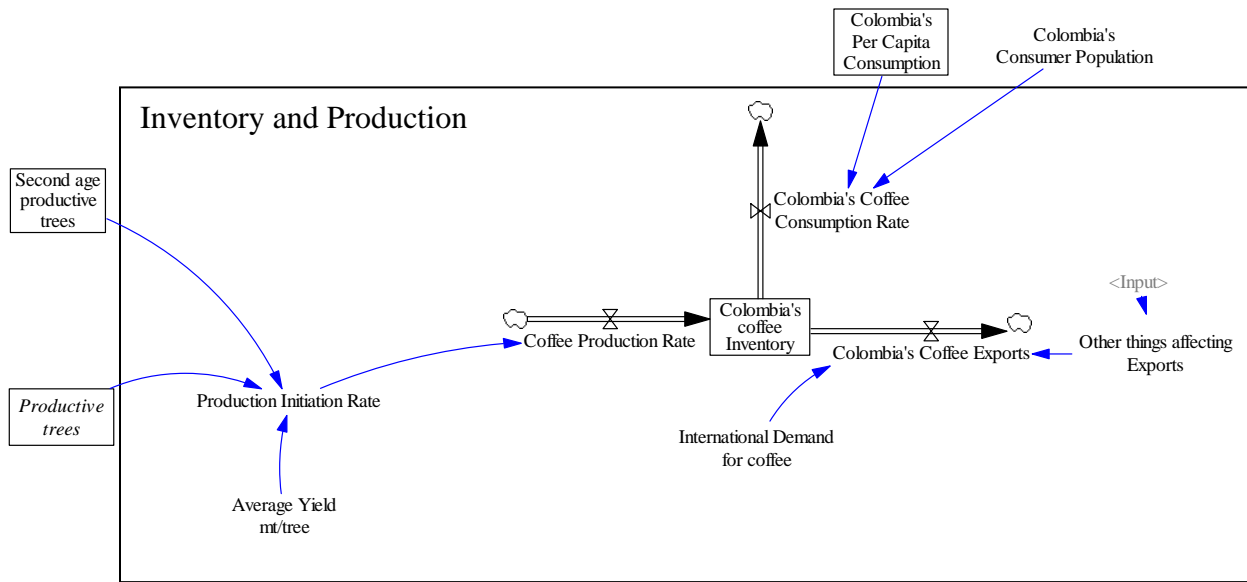 Colombia's
Per Capita
Consumption
Colombia's
Consumer Population
Inventory and Production
Second age
productive
trees
Colombia's Coffee
Consumption Rate
<Input>
Colombia's
coffee
Inventory
Coffee Production Rate
Colombia's Coffee Exports
Other things affecting
Exports
Productive
trees
Production Initiation Rate
International Demand
for coffee
Average Yield
mt/tree